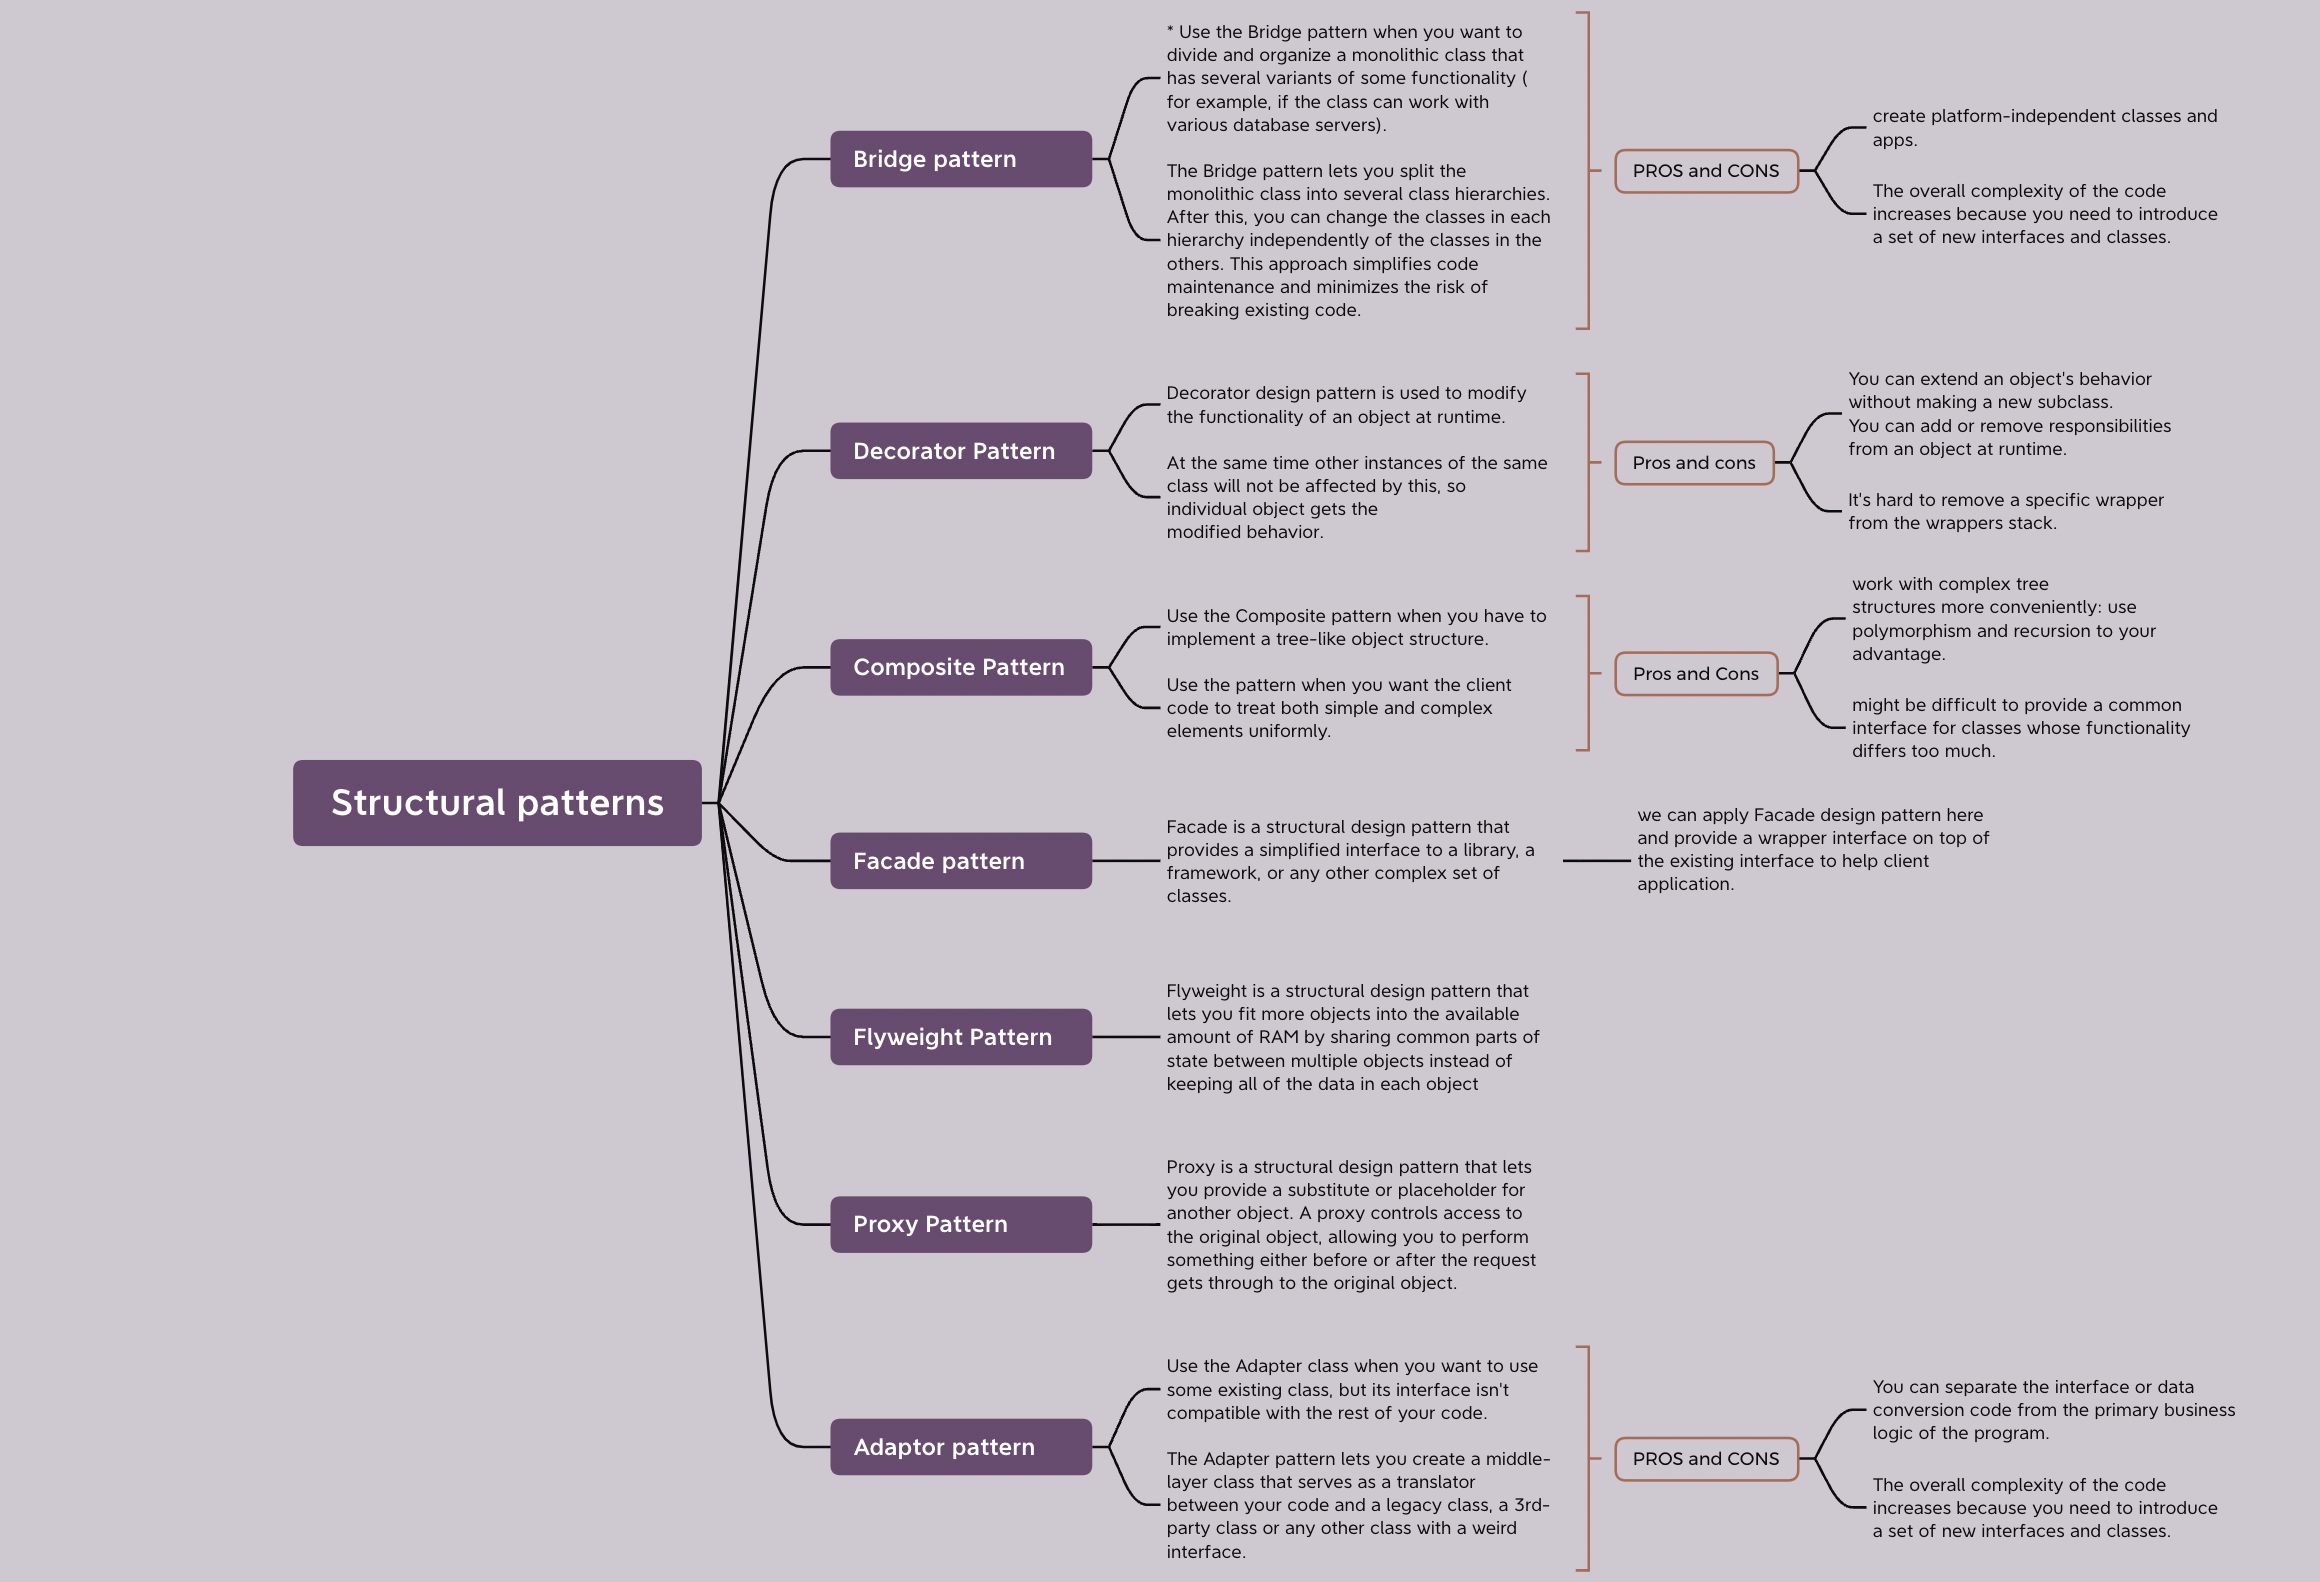 Structural patterns
Bridge pattern
* Use the Bridge pattern when you want to
divide and organize a monolithic class that
has several variants of some functionality (
for example, if the class can work with
various database servers).
The Bridge pattern lets you split the
monolithic class into several class hierarchies.
After this, you can change the classes in each
hierarchy independently of the classes in the
others. This approach simplifies code
maintenance and minimizes the risk of
breaking existing code.
PROS and CONS
create platform-independent classes and
apps.
The overall complexity of the code
increases because you need to introduce
a set of new interfaces and classes.
Decorator Pattern
Decorator design pattern is used to modify
the functionality of an object at runtime.
At the same time other instances of the same
class will not be affected by this, so
individual object gets the
modified behavior.
Pros and cons
You can extend an object's behavior
without making a new subclass.
You can add or remove responsibilities
from an object at runtime.
It's hard to remove a specific wrapper
from the wrappers stack.
Composite Pattern
Use the Composite pattern when you have to
implement a tree-like object structure.
Use the pattern when you want the client
code to treat both simple and complex
elements uniformly.
Pros and Cons
work with complex tree
structures more conveniently: use
polymorphism and recursion to your
advantage.
might be difficult to provide a common
interface for classes whose functionality
differs too much.
Facade pattern
Facade is a structural design pattern that
provides a simplified interface to a library, a
framework, or any other complex set of
classes.
we can apply Facade design pattern here
and provide a wrapper interface on top of
the existing interface to help client
application.
Flyweight Pattern
Flyweight is a structural design pattern that
lets you fit more objects into the available
amount of RAM by sharing common parts of
state between multiple objects instead of
keeping all of the data in each object
Proxy Pattern
Proxy is a structural design pattern that lets
you provide a substitute or placeholder for
another object. A proxy controls access to
the original object, allowing you to perform
something either before or after the request
gets through to the original object.
Adaptor pattern
Use the Adapter class when you want to use
some existing class, but its interface isn't
compatible with the rest of your code.
The Adapter pattern lets you create a middle-
layer class that serves as a translator
between your code and a legacy class, a 3rd-
party class or any other class with a weird
interface.
PROS and CONS
You can separate the interface or data
conversion code from the primary business
logic of the program.
The overall complexity of the code
increases because you need to introduce
a set of new interfaces and classes.